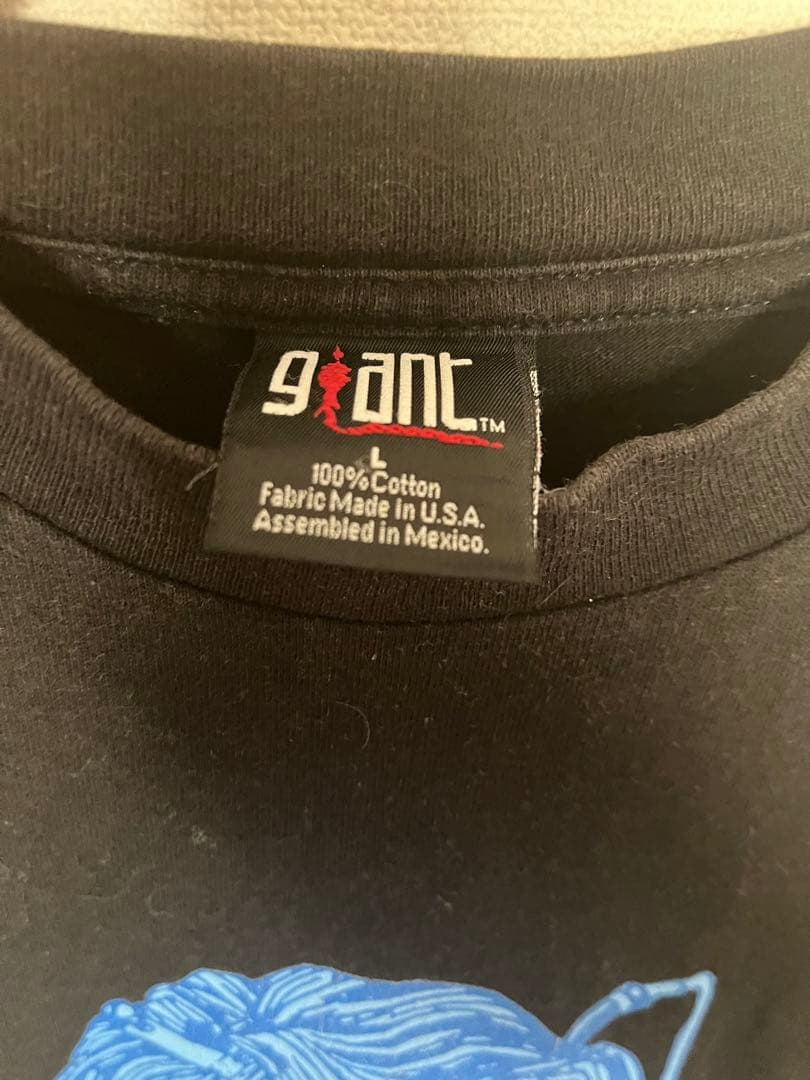 giant™
L
100% Cotton
Fabric Made in U.S.A.
Assembled in Mexico.